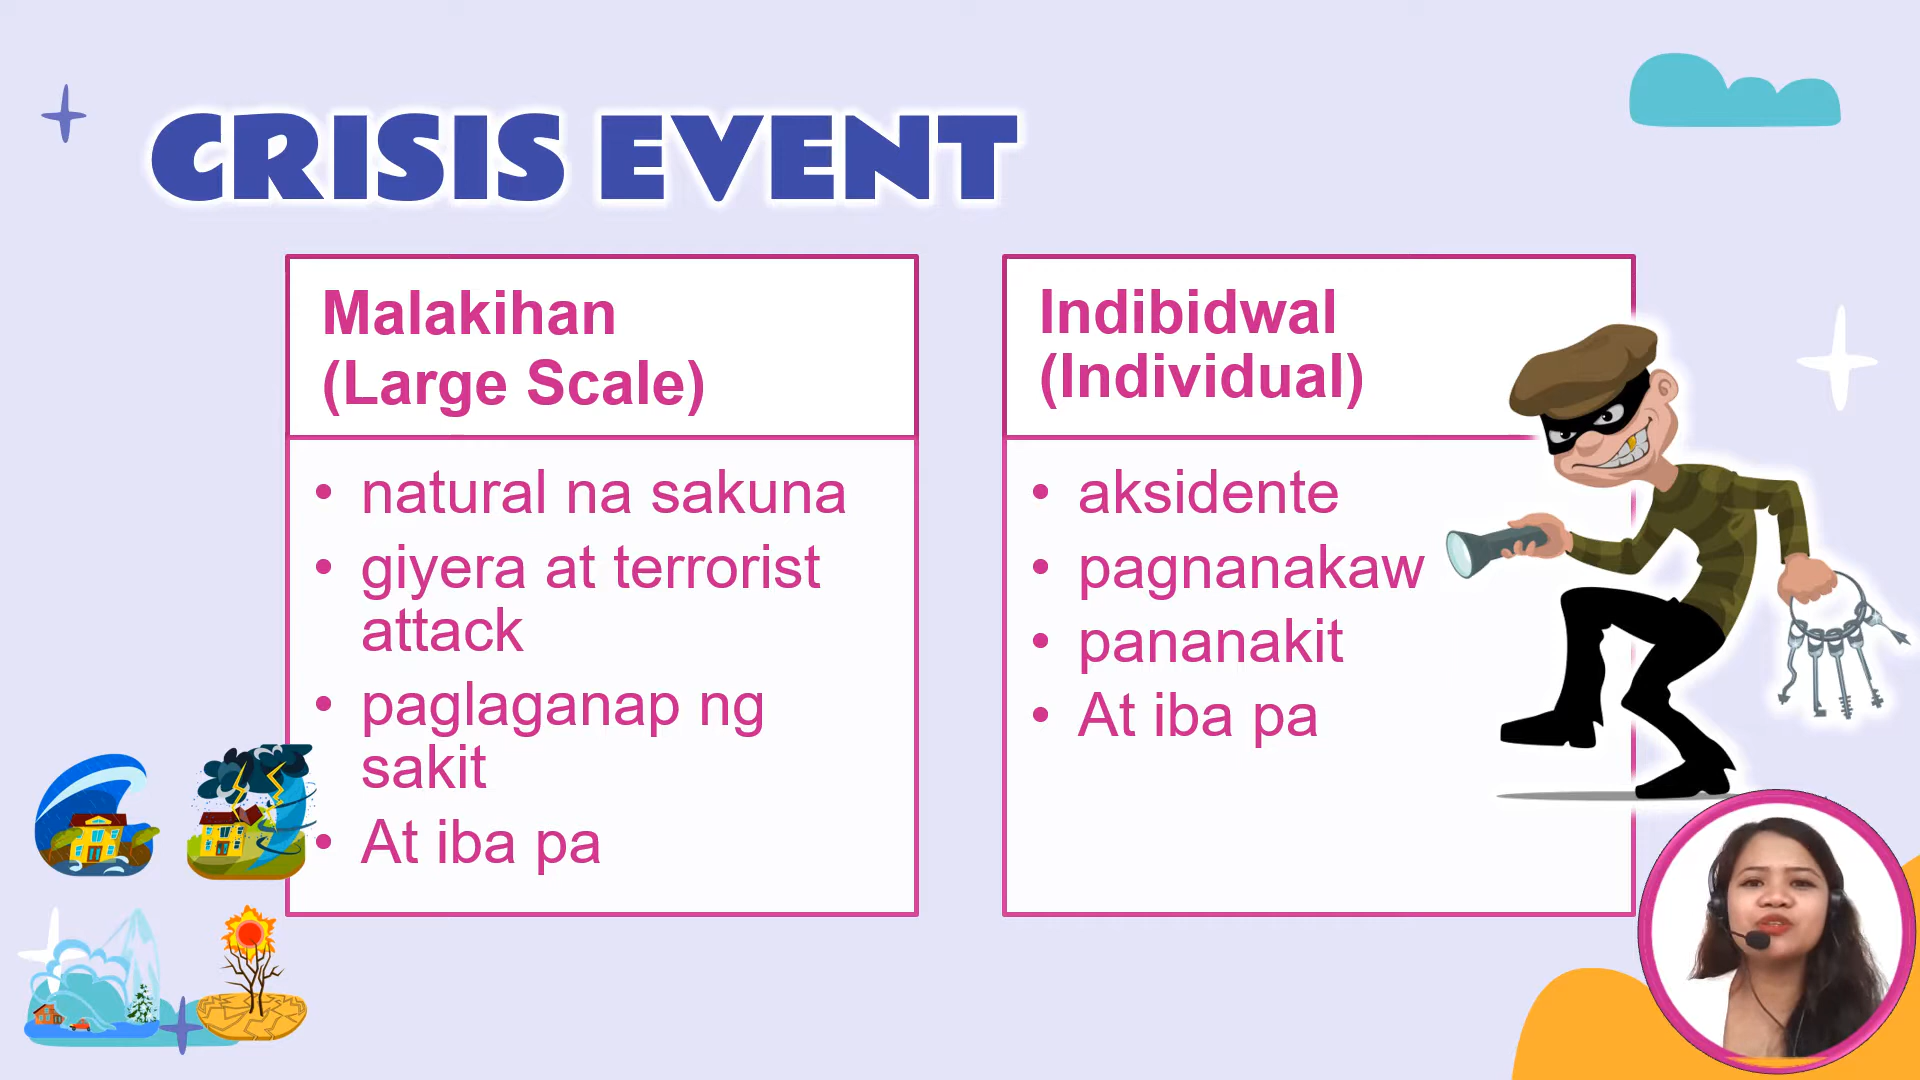 CRISIS EVENT
Malakihan
(Large Scale)
• natural na sakuna
• giyera at terrorist
attack
• paglaganap ng
sakit
• At iba pa
Indibidwal
(Individual)
• aksidente
• pagnanakaw
• pananakit
• At iba pa